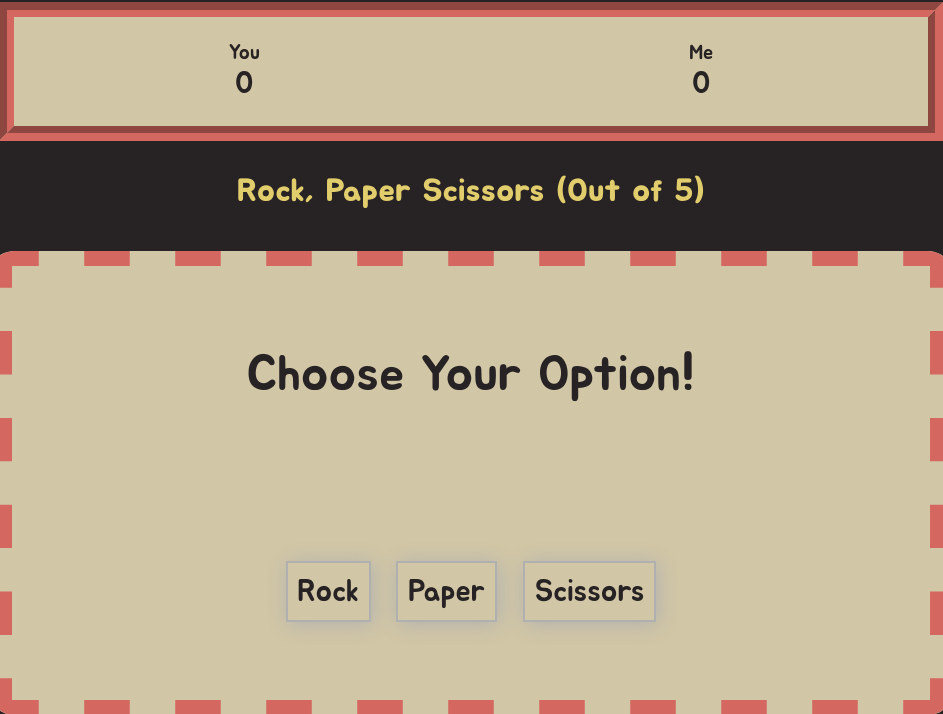 You Me
0 0
Rock, Paper Scissors (Out of 5)
Choose Your Option!
Rock Paper Scissors